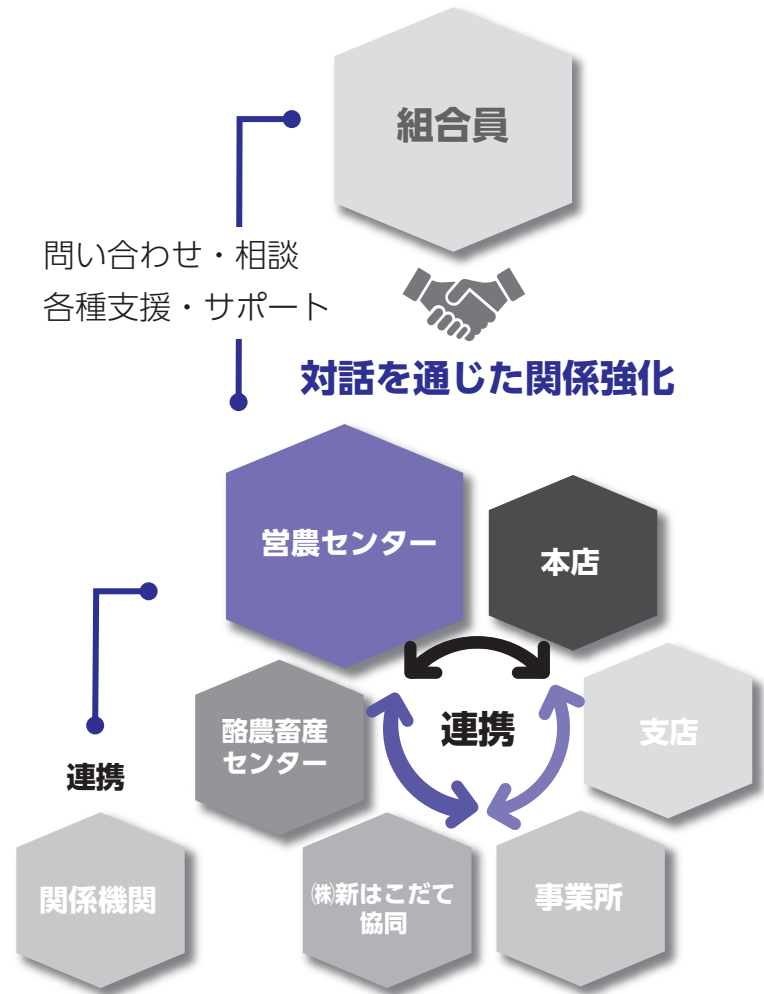 組合員
問い合わせ・相談
各種支援・サポート
対話を通じた関係強化
営農センター
本店
酪農畜産
センター
連携
支店
連携
関係機関
㈱新はこだて
協同
事業所